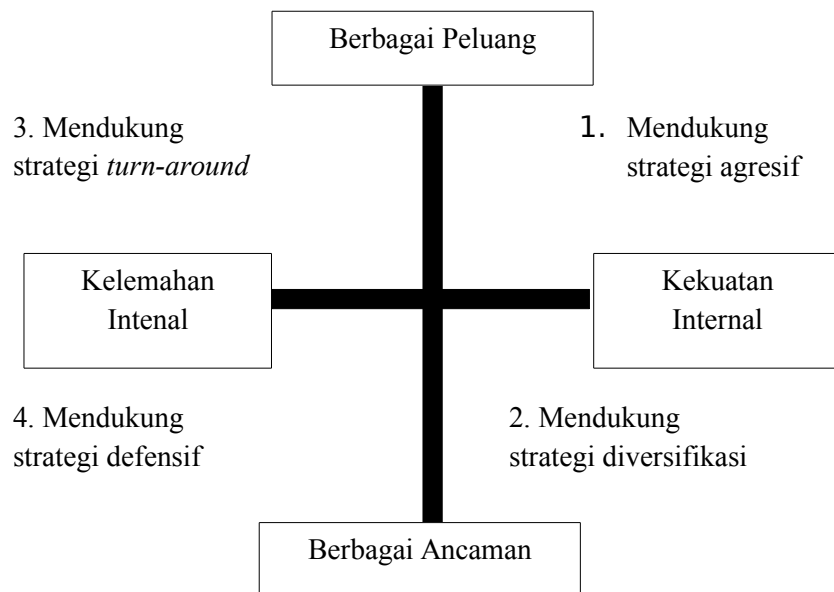 Berbagai Peluang
3. Mendukung
strategi turn-around
1. Mendukung
strategi agresif
Kelemahan
Intenal
Kekuatan
Internal
4. Mendukung
strategi defensif
2. Mendukung
strategi diversifikasi
Berbagai Ancaman